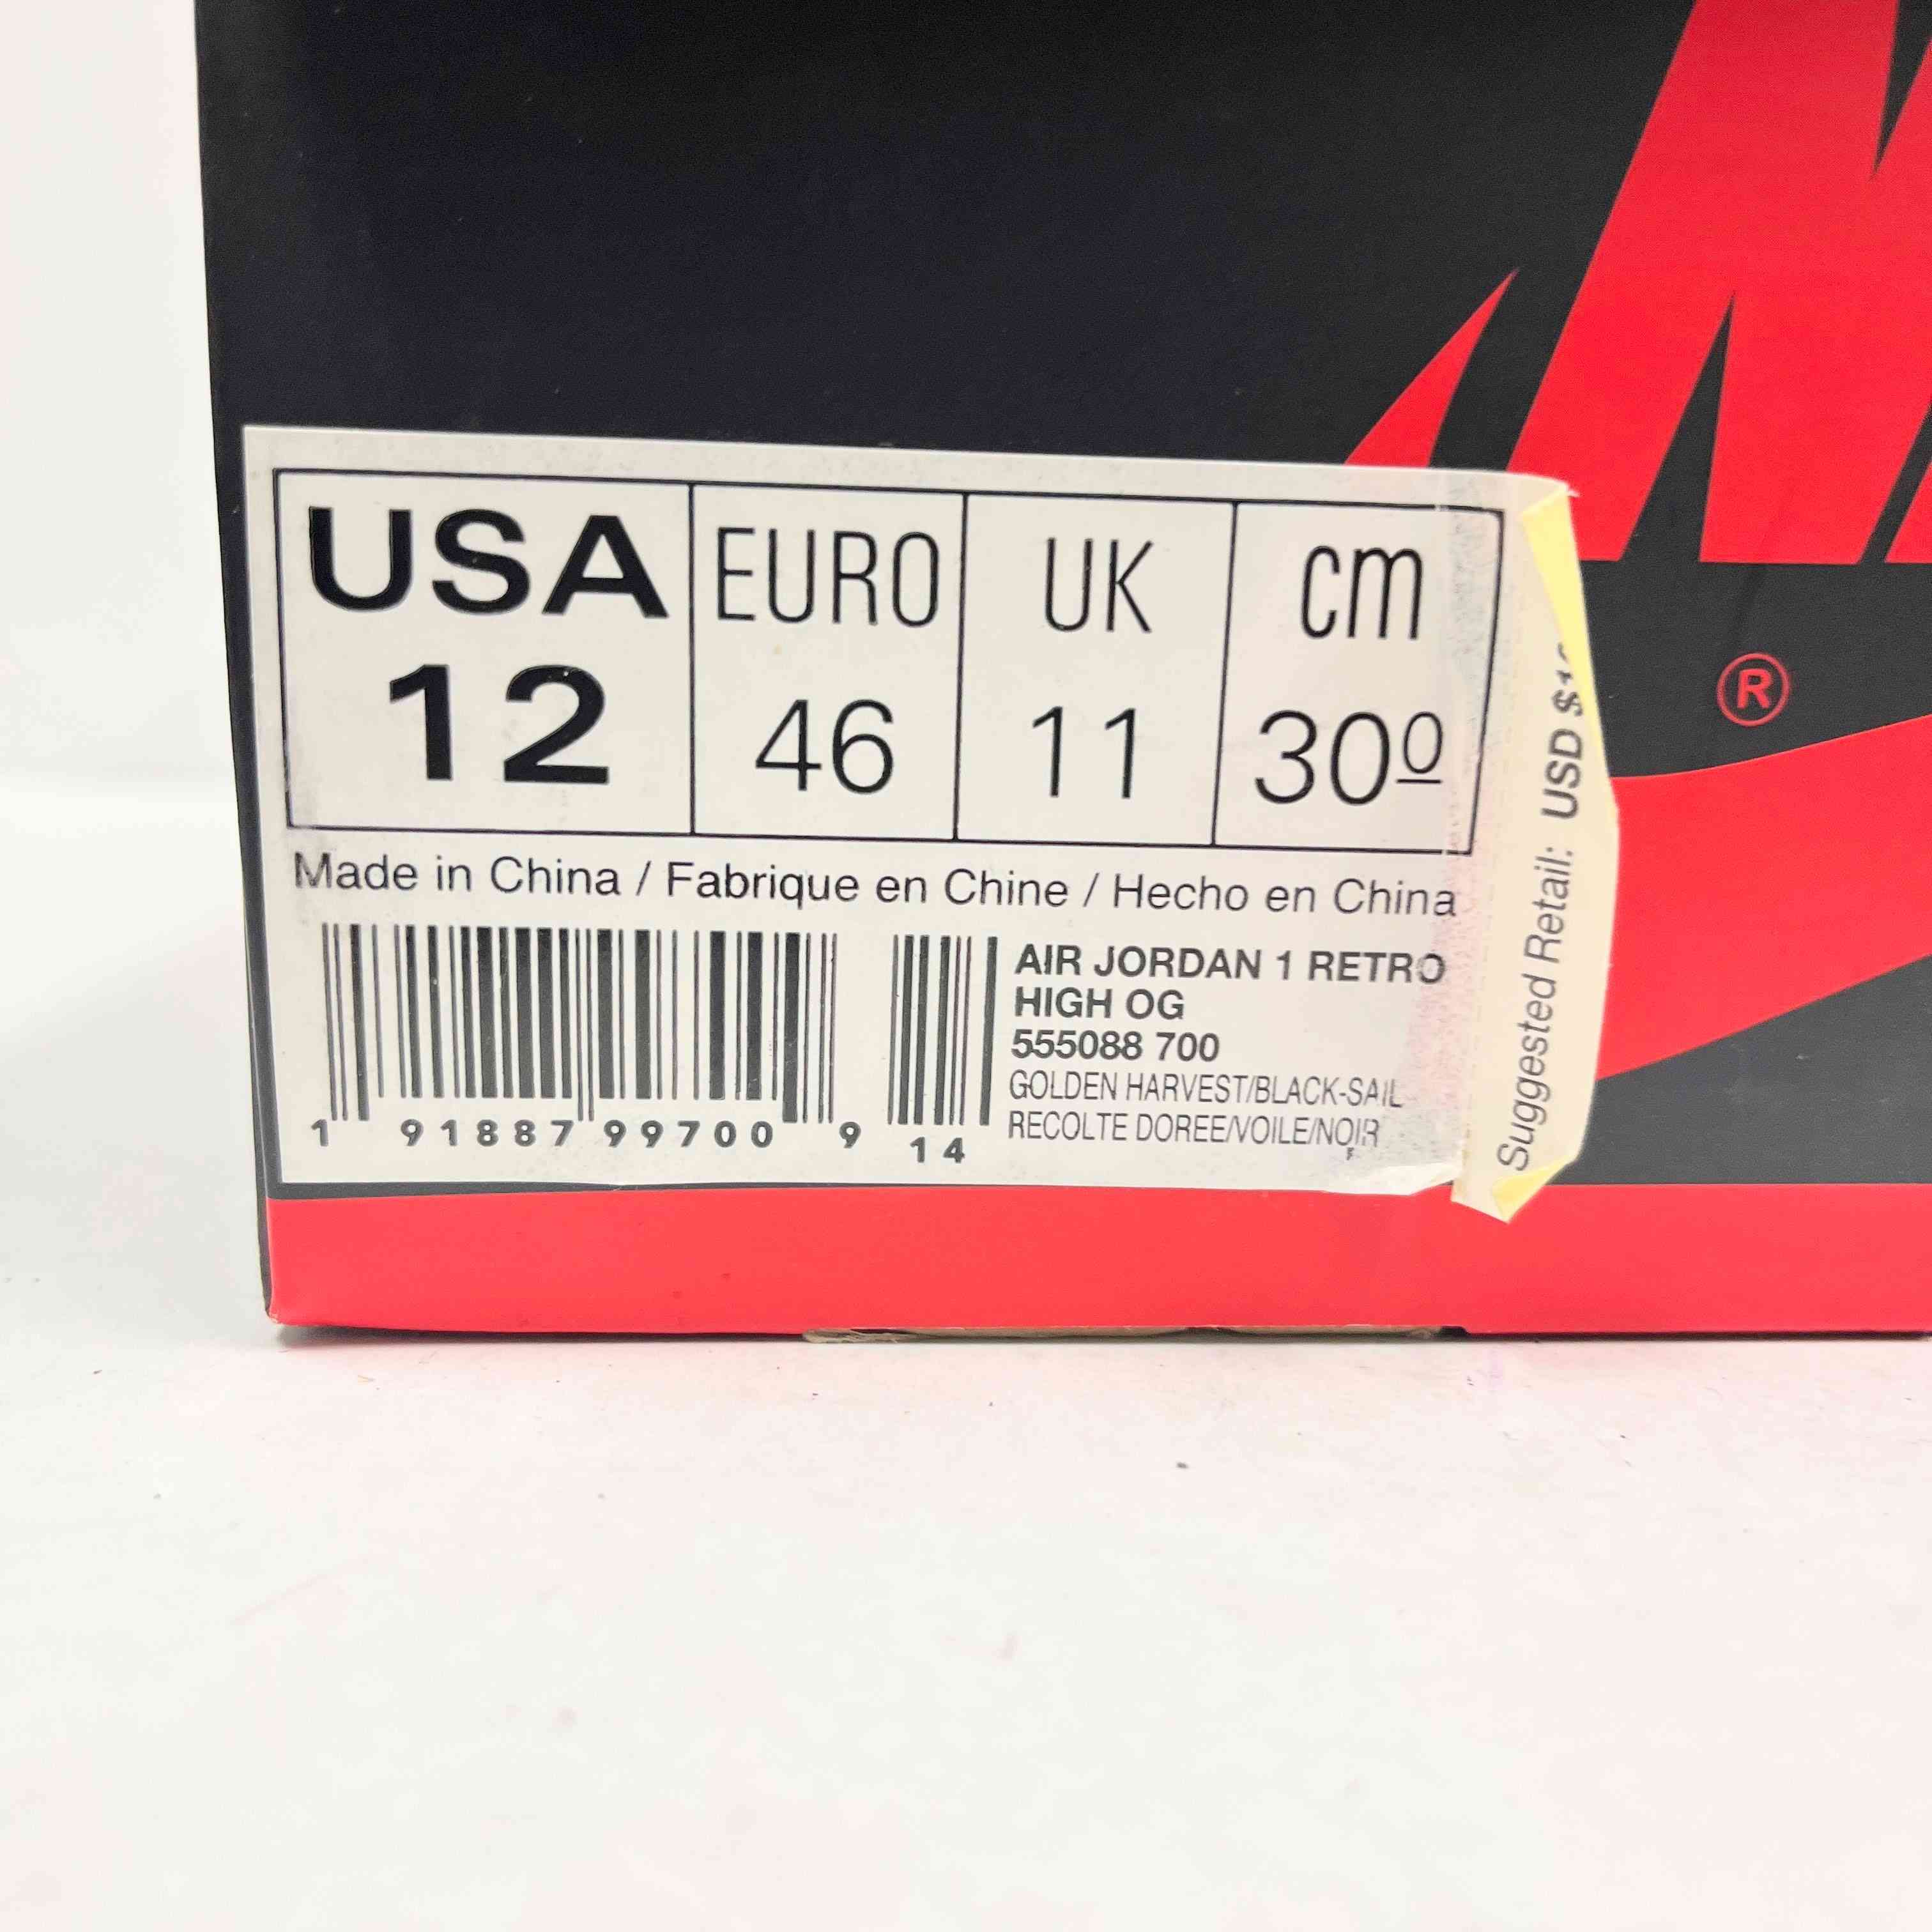 USA EURO UK cm
12 46 11 30º
Made in China / Fabrique en Chine / Hecho en China
AIR JORDAN 1 RETRO
HIGH OG
555088 700
GOLDEN HARVEST/BLACK-SAIL
RECOLTE DOREE/VOILE/NOIR
1 91887 99700 9 14
Suggested Retail: USD
®